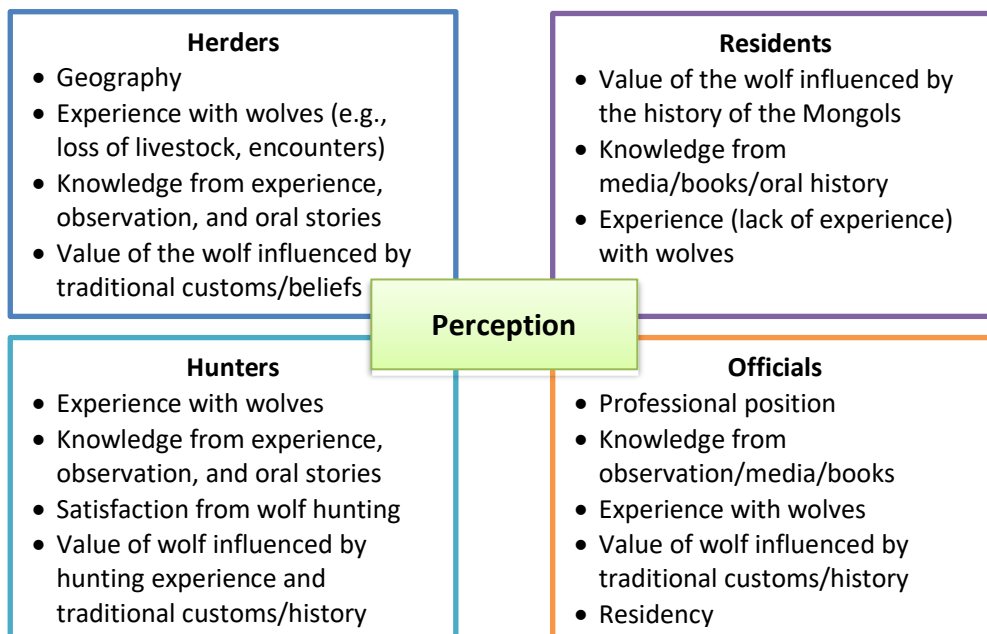 Herders
• Geography
• Experience with wolves (e.g.,
loss of livestock, encounters)
• Knowledge from experience,
observation, and oral stories
• Value of the wolf influenced by
traditional customs/beliefs
Residents
• Value of the wolf influenced by
the history of the Mongols
• Knowledge from
media/books/oral history
• Experience (lack of experience)
with wolves
Perception
Hunters
• Experience with wolves
• Knowledge from experience,
observation, and oral stories
• Satisfaction from wolf hunting
• Value of wolf influenced by
hunting experience and
traditional customs/history
Officials
• Professional position
• Knowledge from
observation/media/books
• Experience with wolves
• Value of wolf influenced by
traditional customs/history
• Residency